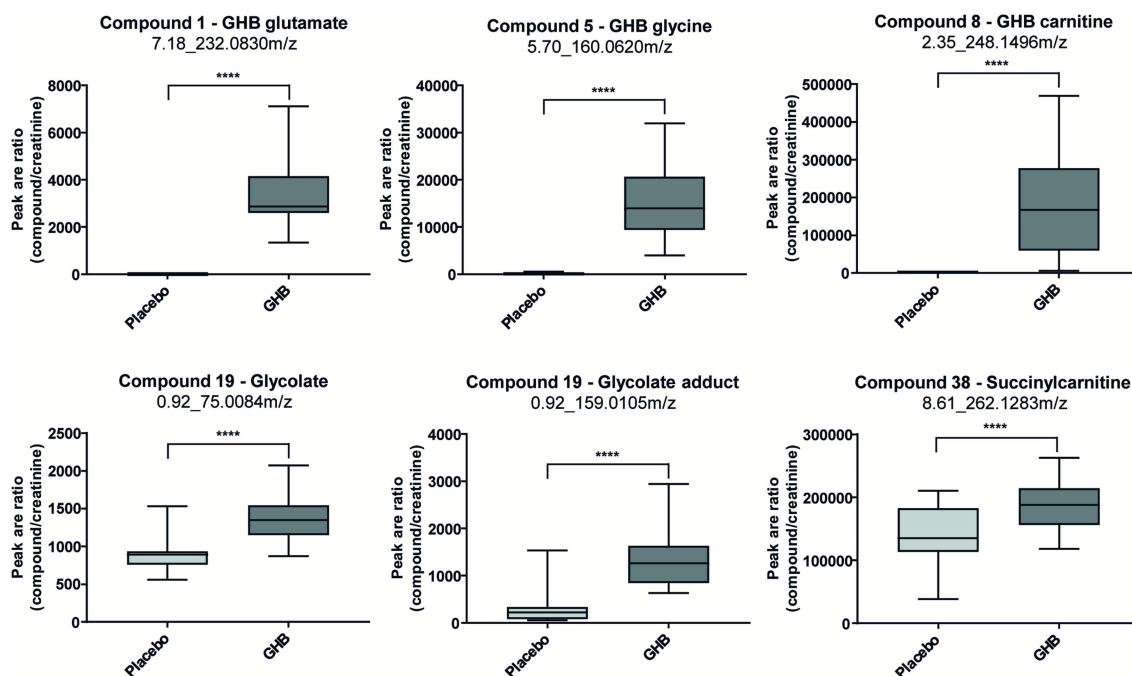 Compound 1 - GHB glutamate
7.18_232.0830m/z
****
Peak are ratio
(compound/creatinine)
8000
6000
4000
2000
0
Placebo
GHB
Compound 5 - GHB glycine
5.70_160.0620m/z
****
Peak are ratio
(compound/creatinine)
40000
30000
20000
10000
0
Placebo
GHB
Compound 8 - GHB carnitine
2.35_248.1496m/z
****
Peak are ratio
(compound/creatinine)
500000
400000
300000
200000
100000
0
Placebo
GHB
Compound 19 - Glycolate
0.92_75.0084m/z
****
Peak are ratio
(compound/creatinine)
2500
2000
1500
1000
500
0
Placebo
GHB
Compound 19 - Glycolate adduct
0.92_159.0105m/z
****
Peak are ratio
(compound/creatinine)
4000
3000
2000
1000
0
Placebo
GHB
Compound 38 - Succinylcarnitine
8.61_262.1283m/z
****
Peak are ratio
(compound/creatinine)
300000
200000
100000
0
Placebo
GHB